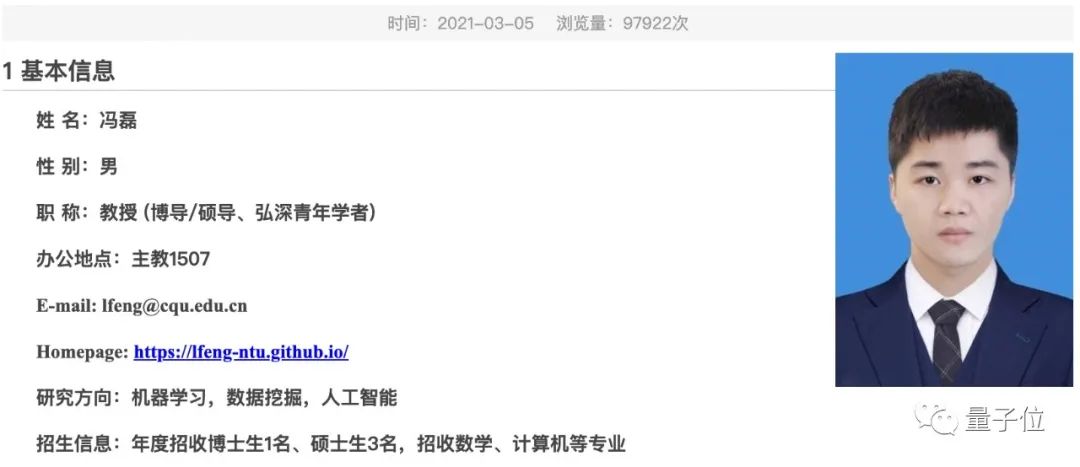 时间：2021-03-05 浏览量：97922次
1 基本信息
姓 名：冯磊
性 别：男
职 称：教授 (博导/硕导、弘深青年学者)
办公地点：主教1507
E-mail: lfeng@cqu.edu.cn
Homepage: https://lfeng-ntu.github.io/
研究方向：机器学习，数据挖掘，人工智能
招生信息：年度招收博士生1名、硕士生3名，招收数学、计算机等专业
量子位